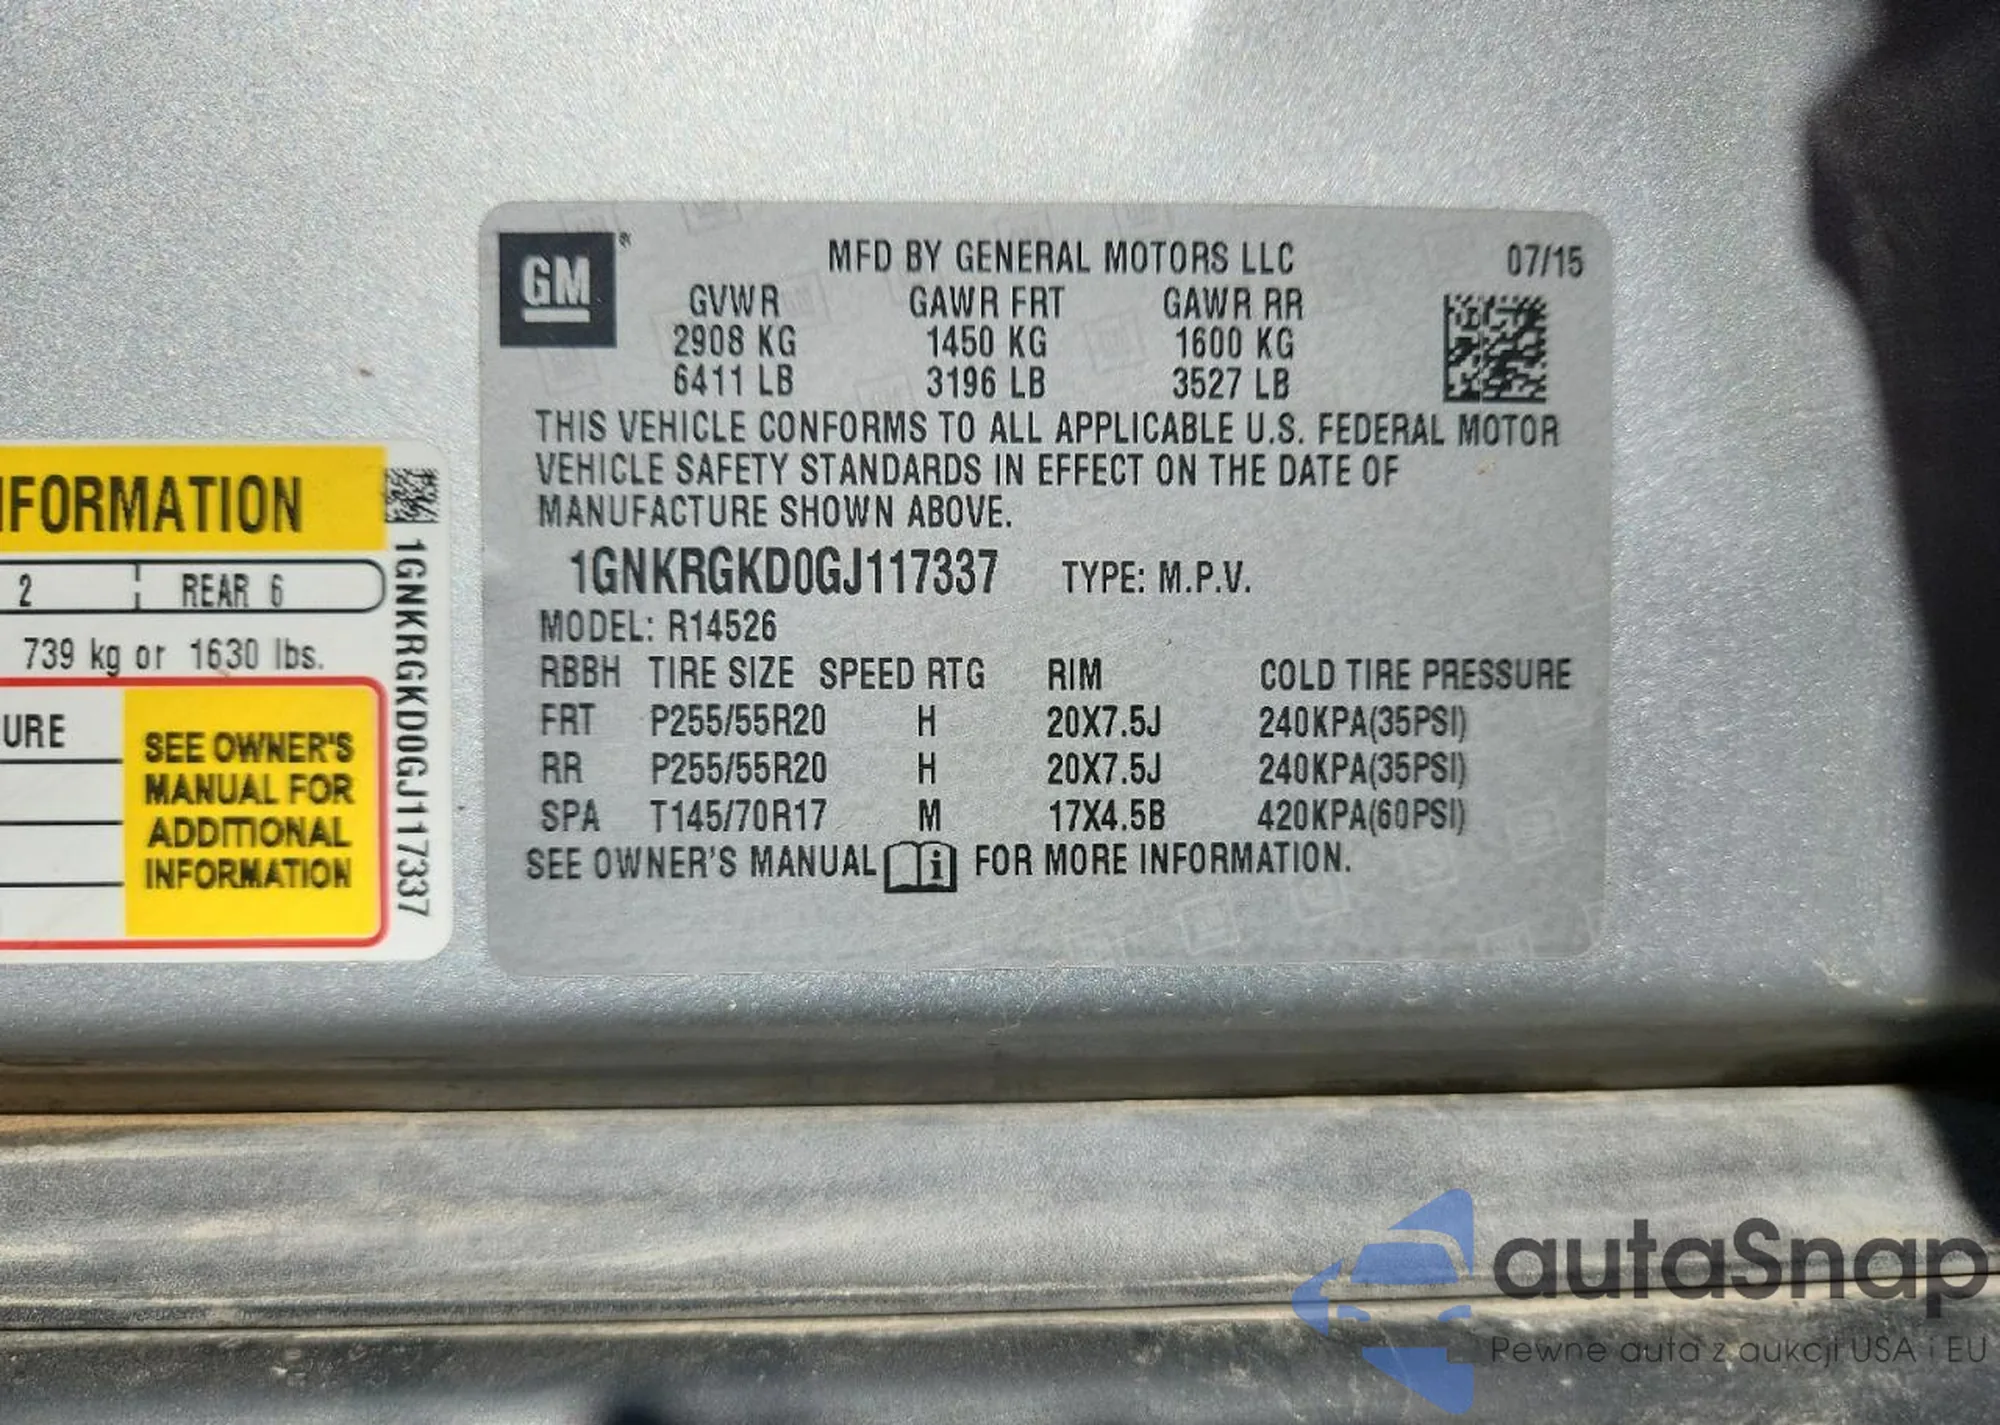 GM
MFD BY GENERAL MOTORS LLC 07/15
GVWR GAWR FRT GAWR RR
2908 KG 1450 KG 1600 KG
6411 LB 3196 LB 3527 LB
THIS VEHICLE CONFORMS TO ALL APPLICABLE U.S. FEDERAL MOTOR
VEHICLE SAFETY STANDARDS IN EFFECT ON THE DATE OF
MANUFACTURE SHOWN ABOVE.
1GNKRGKD0GJ117337 TYPE: M.P.V.
MODEL: R14526
RBBH TIRE SIZE SPEED RTG RIM COLD TIRE PRESSURE
FRT P255/55R20 H 20X7.5J 240KPA(35PSI)
RR P255/55R20 H 20X7.5J 240KPA(35PSI)
SPA T145/70R17 M 17X4.5B 420KPA(60PSI)
SEE OWNER'S MANUAL FOR MORE INFORMATION.
NFORMATION
2 REAR 6
739 kg or 1630 lbs.
URE
SEE OWNER'S
MANUAL FOR
ADDITIONAL
INFORMATION
1GNKRGKD0GJ117337
autaSnap
Pewne auta z aukcji USA i EU